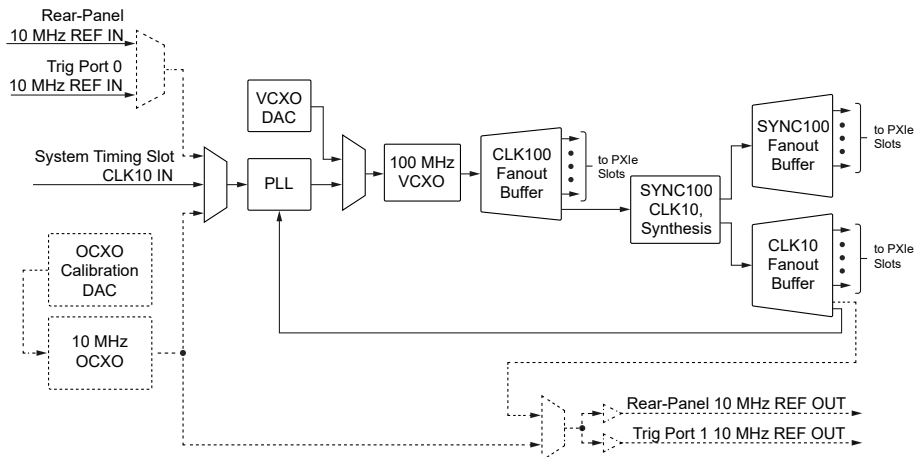 Rear-Panel
10 MHz REF IN
Trig Port 0
10 MHz REF IN
System Timing Slot
CLK10 IN
OCXO
Calibration
DAC
10 MHz
OCXO
VCXO
DAC
PLL
100 MHz
VCXO
CLK100
Fanout
Buffer
to PXIe
Slots
SYNC100
CLK10,
Synthesis
SYNC100
Fanout
Buffer
to PXIe
Slots
CLK10
Fanout
Buffer
to PXIe
Slots
Rear-Panel 10 MHz REF OUT
Trig Port 1 10 MHz REF OUT